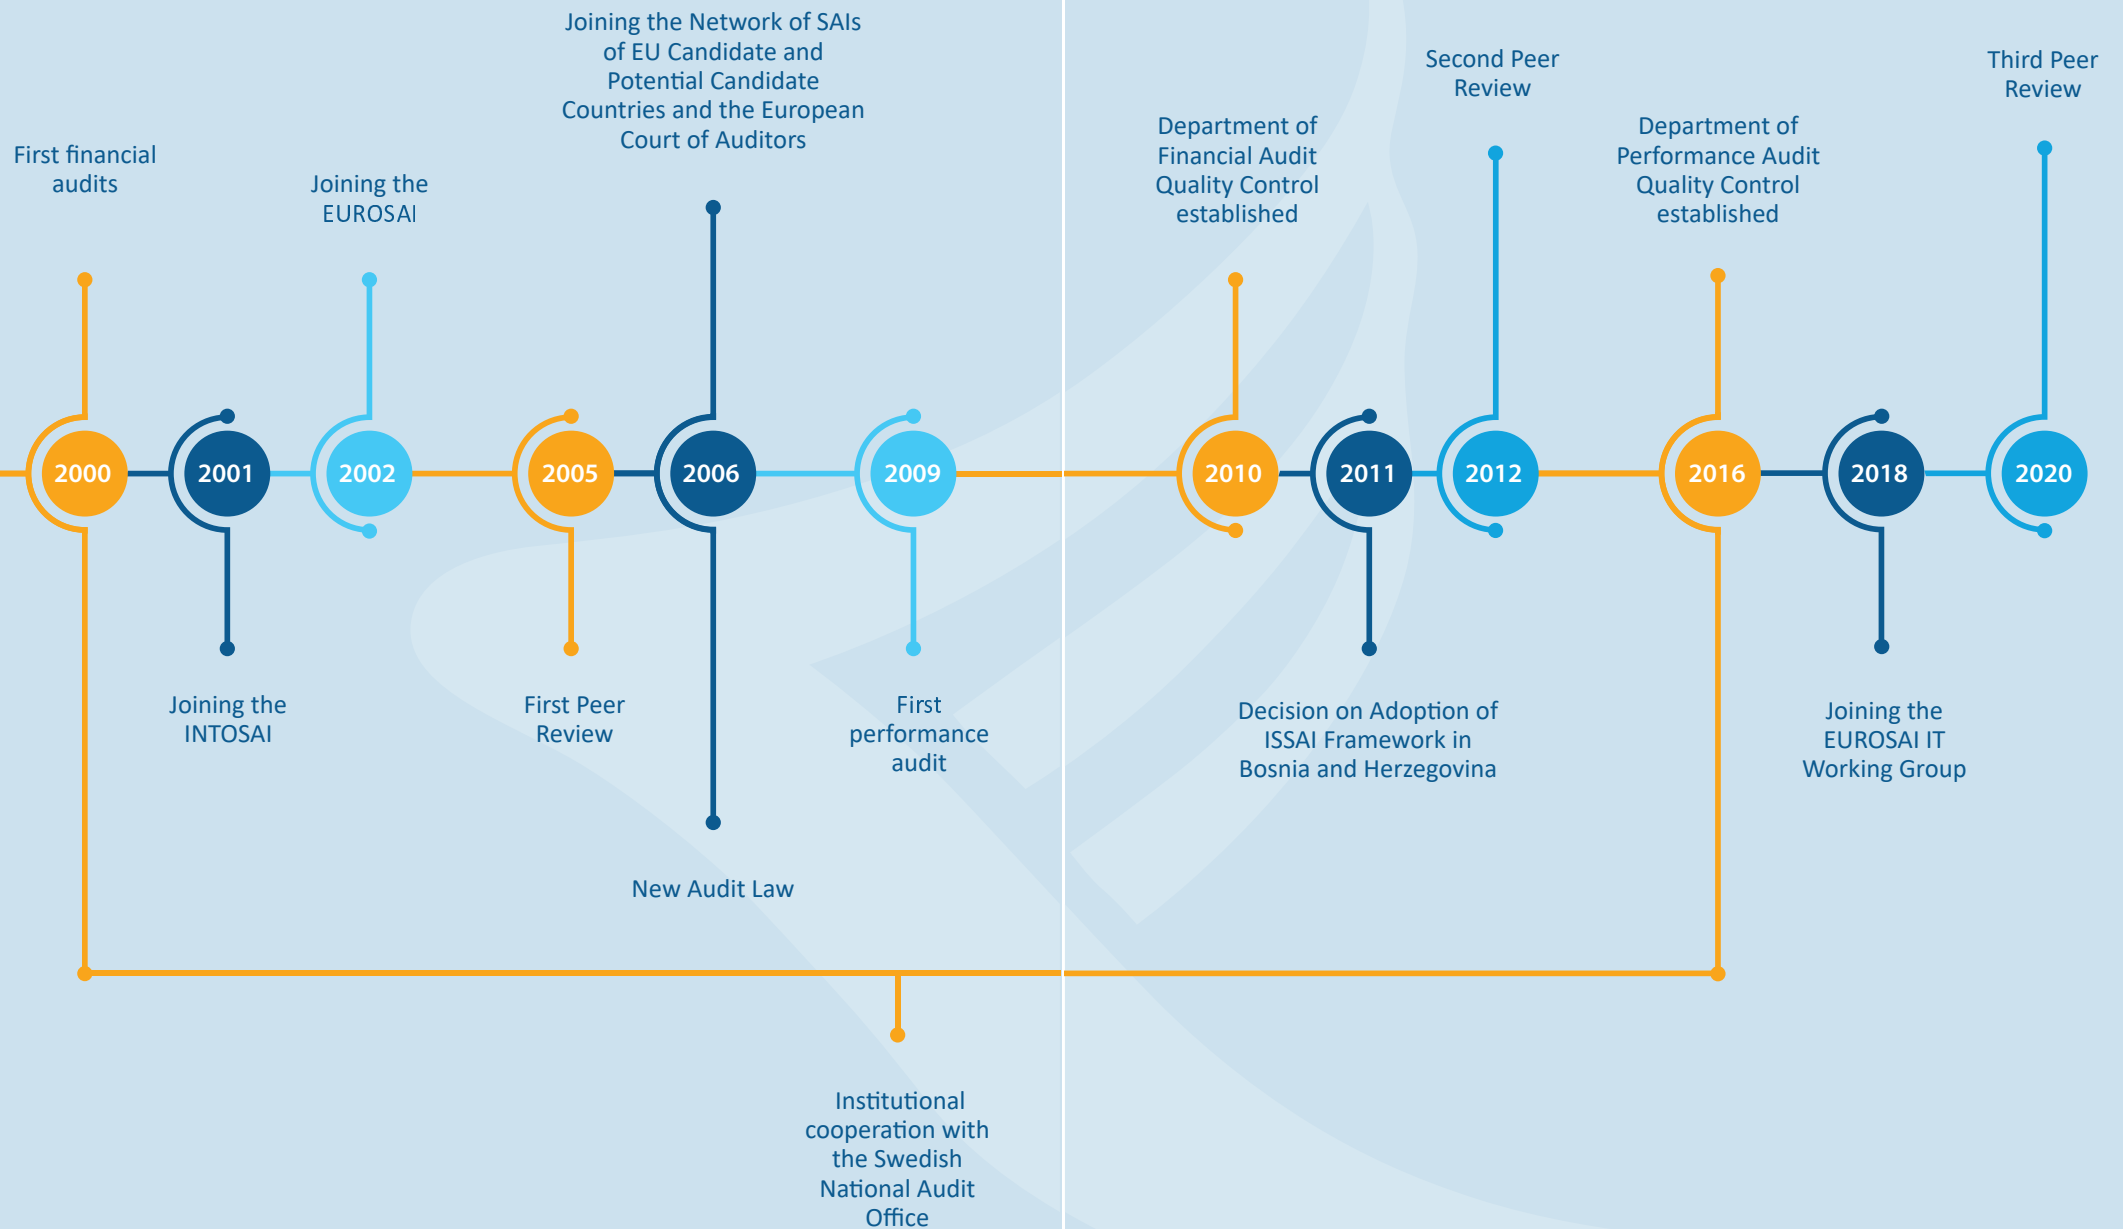 Joining the Network of SAIs
of EU Candidate and
Potential Candidate
Countries and the European
Court of Auditors
Second Peer
Review
Third Peer
Review
Department of
Financial Audit
Quality Control
established
Department of
Performance Audit
Quality Control
established
First financial
audits
Joining the
EUROSAI
2000
2001
2002
2005
2006
2009
2010
2011
2012
2016
2018
2020
Joining the
INTOSAI
First Peer
Review
First
performance
audit
Decision on Adoption of
ISSAI Framework in
Bosnia and Herzegovina
Joining the
EUROSAI IT
Working Group
New Audit Law
Institutional
cooperation with
the Swedish
National Audit
Office